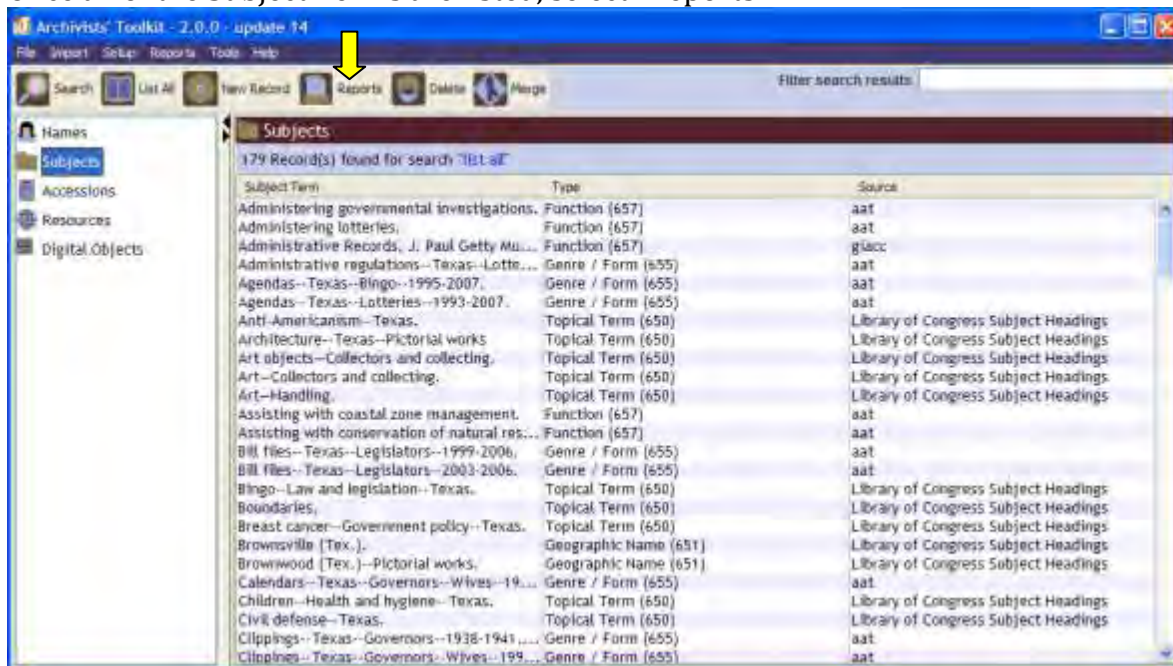 Archivists' Toolkit - 2.0.0 - update 14
File Import Setup Reports Tools Help
Search List All New Record Reports Delete Merge Filter search results
Names
Subjects
Accessions
Resources
Digital Objects
Subjects
179 Record(s) found for search "list all"
Subject Term Type Source
Administering governmental investigations. Function (657) aat
Administering lotteries. Function (657) aat
Administrative Records, J. Paul Getty Mu... Function (657) giacc
Administrative regulations--Texas--Lotte... Genre / Form (655) aat
Agendas--Texas--Bingo--1995-2007. Genre / Form (655) aat
Agendas--Texas--Lotteries--1993-2007. Genre / Form (655) aat
Anti-Americanism--Texas. Topical Term (650) Library of Congress Subject Headings
Architecture--Texas--Pictorial works Topical Term (650) Library of Congress Subject Headings
Art objects--Collectors and collecting. Topical Term (650) Library of Congress Subject Headings
Art--Collectors and collecting. Topical Term (650) Library of Congress Subject Headings
Art--Handling. Topical Term (650) Library of Congress Subject Headings
Assisting with coastal zone management. Function (657) aat
Assisting with conservation of natural res... Function (657) aat
Bill files--Texas--Legislators--1999-2006. Genre / Form (655) aat
Bill files--Texas--Legislators--2003-2006. Genre / Form (655) aat
Bingo--Law and legislation--Texas. Topical Term (650) Library of Congress Subject Headings
Boundaries. Topical Term (650) Library of Congress Subject Headings
Breast cancer--Government policy--Texas. Topical Term (650) Library of Congress Subject Headings
Brownsville (Tex.). Geographic Name (651) Library of Congress Subject Headings
Brownwood (Tex.)--Pictorial works. Geographic Name (651) Library of Congress Subject Headings
Calendars--Texas--Governors--Wives--19.... Genre / Form (655) aat
Children--Health and hygiene--Texas. Topical Term (650) Library of Congress Subject Headings
Civil defense--Texas. Topical Term (650) Library of Congress Subject Headings
Clippings--Texas--Governors--1938-1941.... Genre / Form (655) aat
Clippings--Texas--Governors--Wives--199... Genre / Form (655) aat